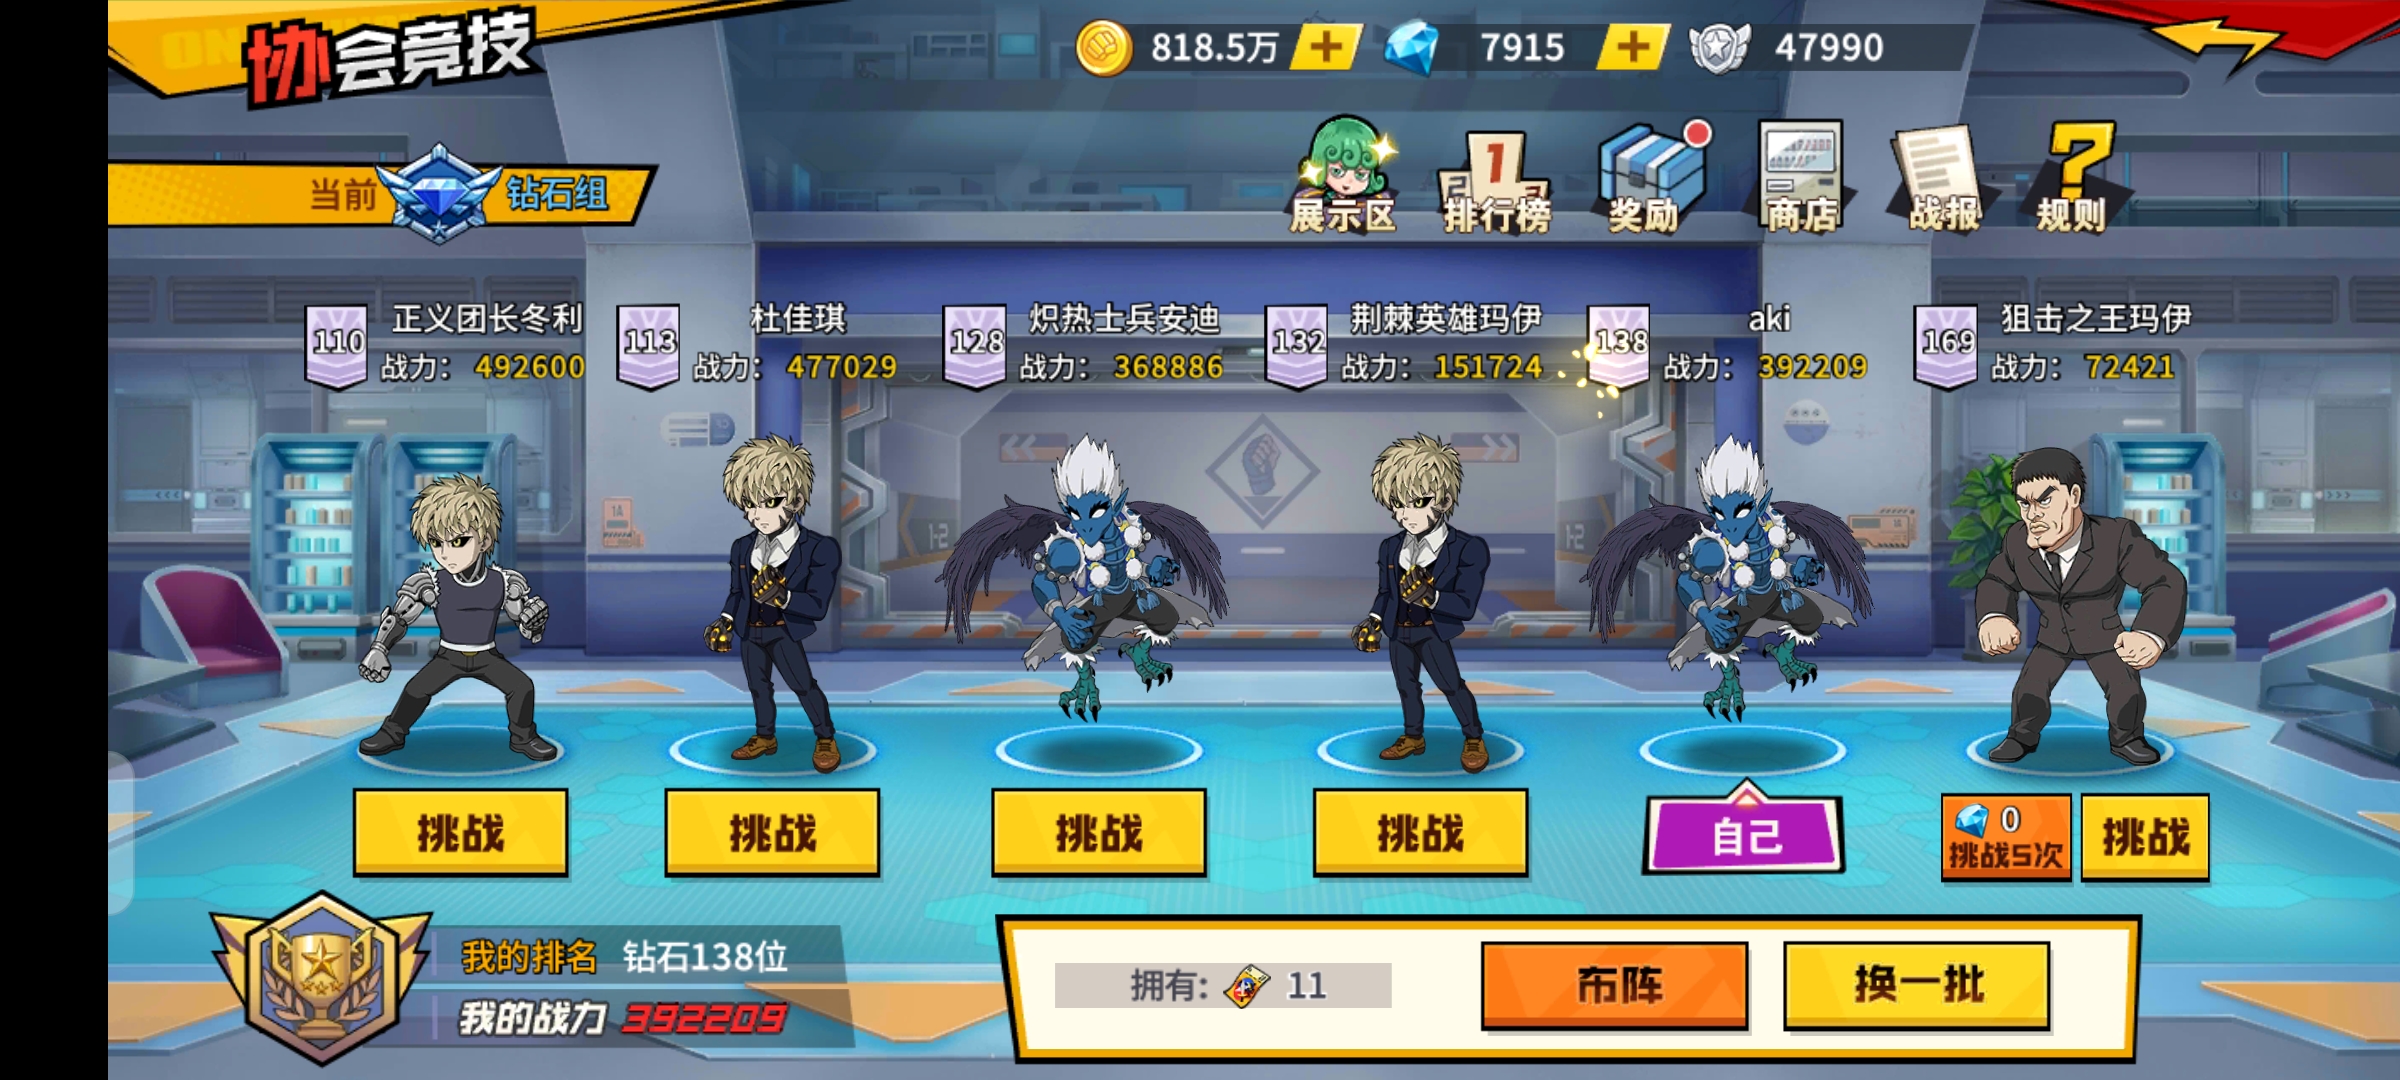 协会竞技
818.5万
7915
47990
当前 钻石组
展示区
排行榜
奖励
商店
战报
规则
110 正义团长冬利
战力: 492600
113 杜佳琪
战力: 477029
128 炽热士兵安迪
战力: 368886
132 荆棘英雄玛伊
战力: 151724
138 aki
战力: 392209
169 狙击之王玛伊
战力: 72421
挑战
挑战
挑战
挑战
自己
0
挑战5次
挑战
我的排名 钻石138位
我的战力 392209
拥有: 11
布阵
换一批